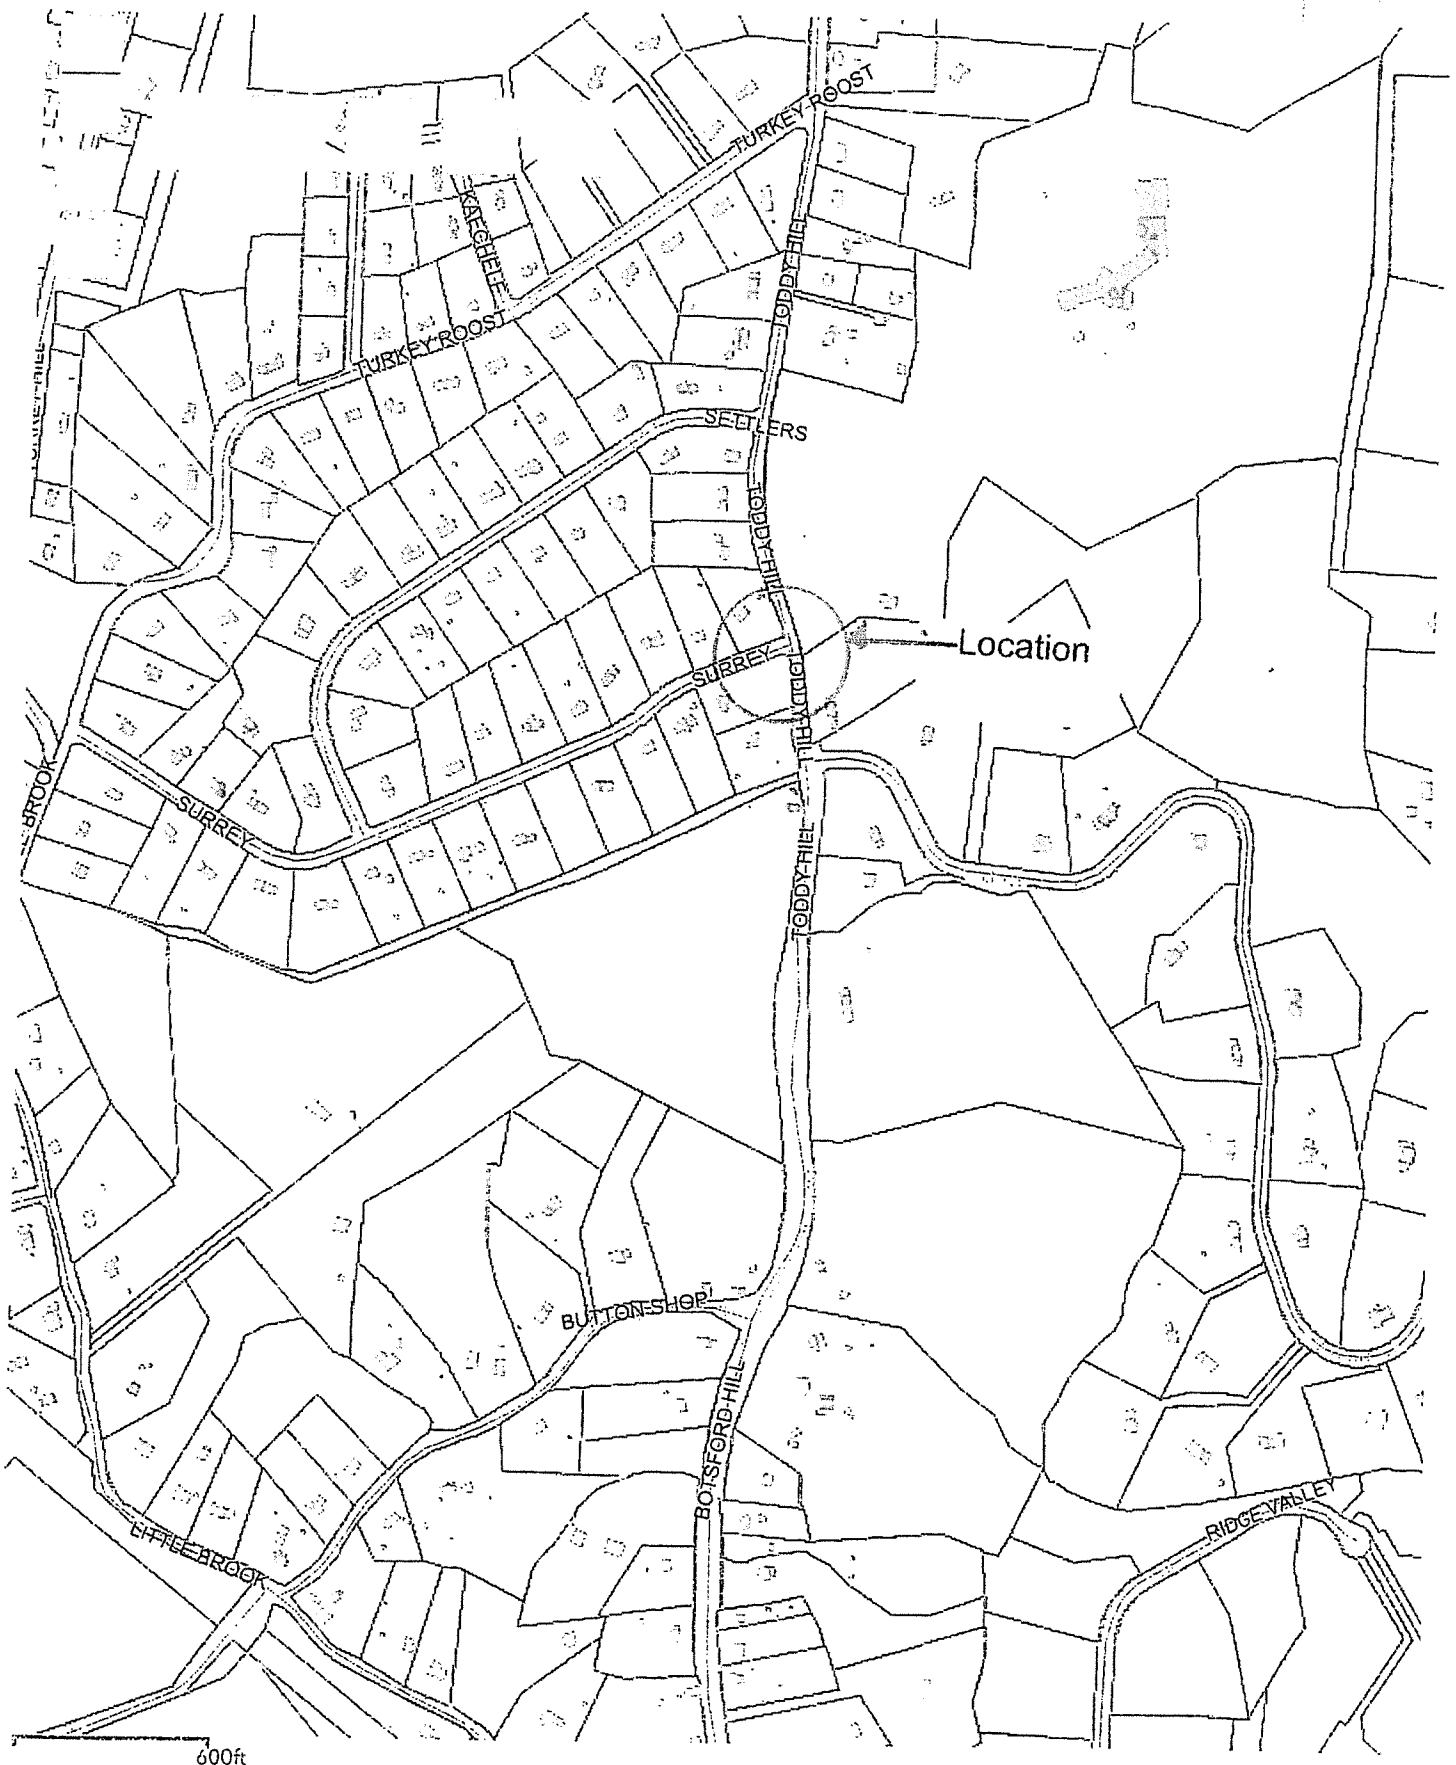 TURKEY ROOST
KAECHELE
TODDY HILL
TURKEY ROOST
SETTLERS
TODDY HILL
Location
SURREY
TODDY HILL
BROOK
SURREY
TODDY HILL
BUTTON SHOP
BOTSFORD HILL
RIDGE VALLEY
LITTLE BROOK
600ft